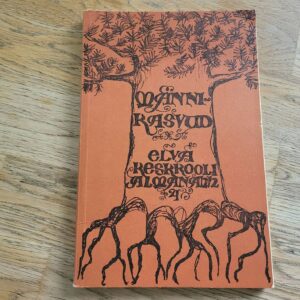 MÄNNI-
KASVUD
ELVA
KESKKOOLI
ALMANAHH